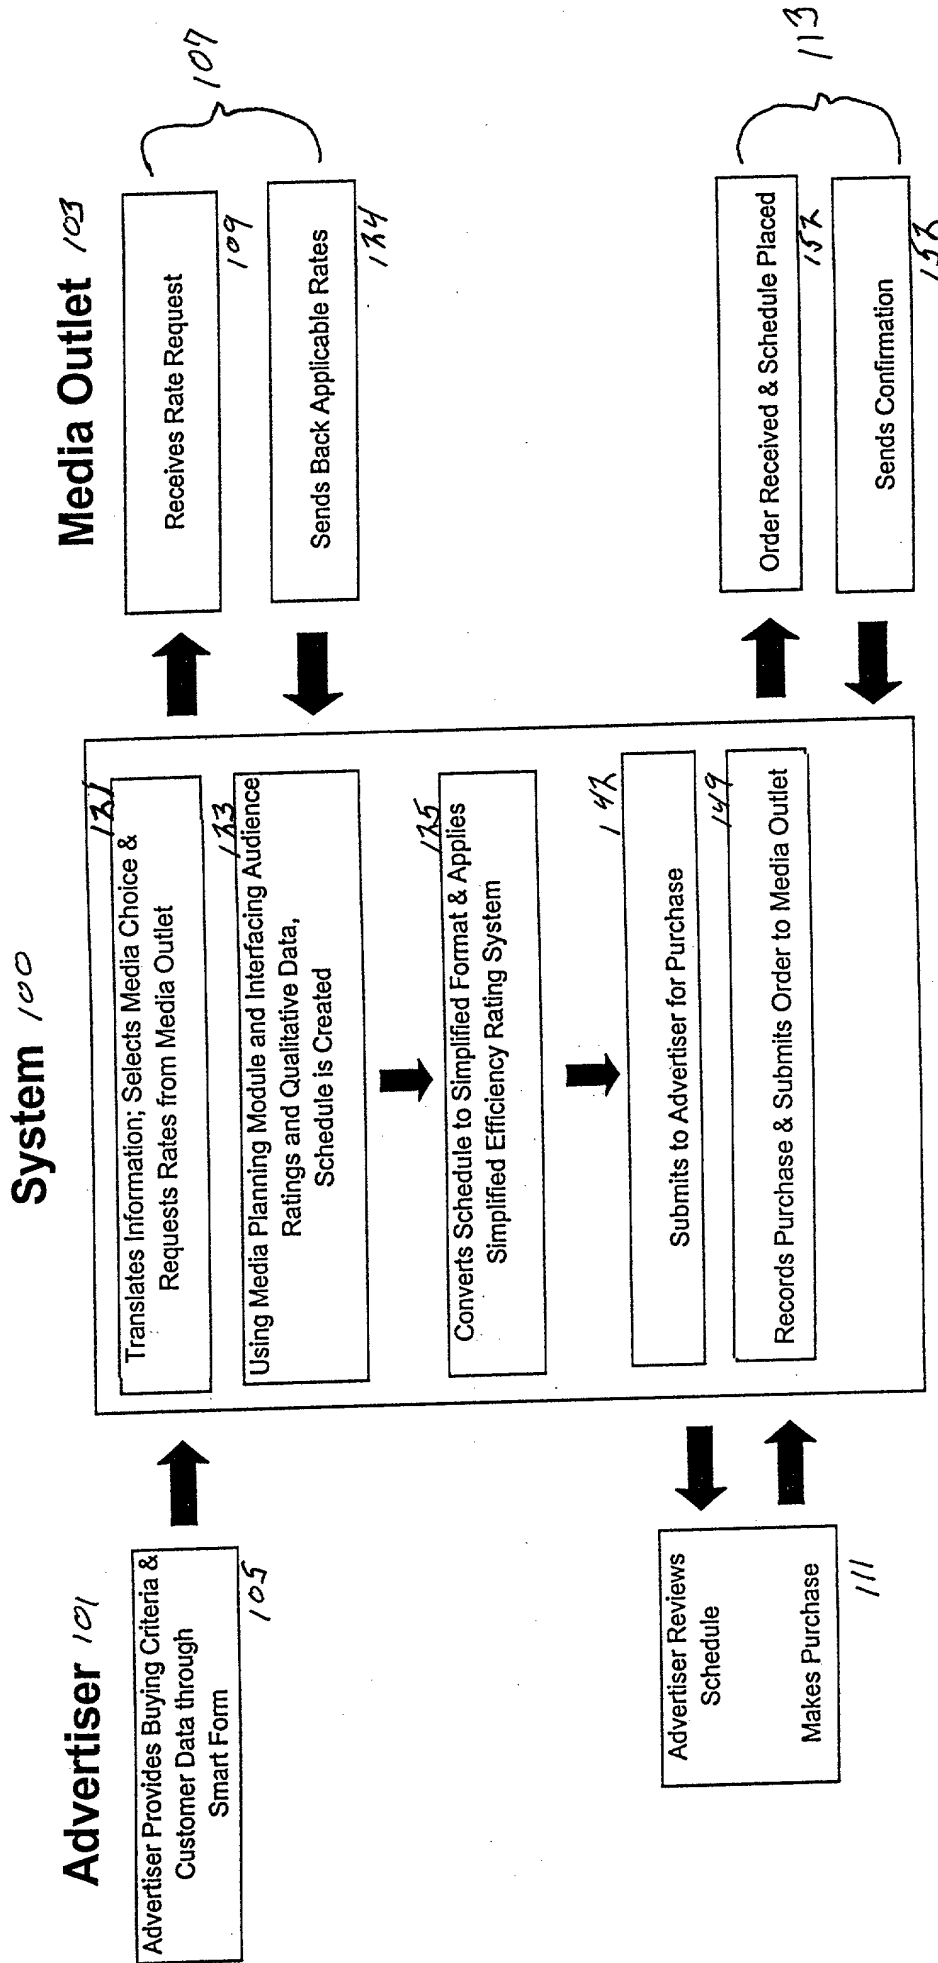 Advertiser 101
Advertiser Provides Buying Criteria &
Customer Data through
Smart Form
105
Advertiser Reviews
Schedule
Makes Purchase
111
System 100
121
Translates Information; Selects Media Choice &
Requests Rates from Media Outlet
123
Using Media Planning Module and Interfacing Audience
Ratings and Qualitative Data,
Schedule is Created
125
Converts Schedule to Simplified Format & Applies
Simplified Efficiency Rating System
142
Submits to Advertiser for Purchase
149
Records Purchase & Submits Order to Media Outlet
Media Outlet 103
Receives Rate Request
109
Sends Back Applicable Rates
124
107
Order Received & Schedule Placed
152
Sends Confirmation
152
113